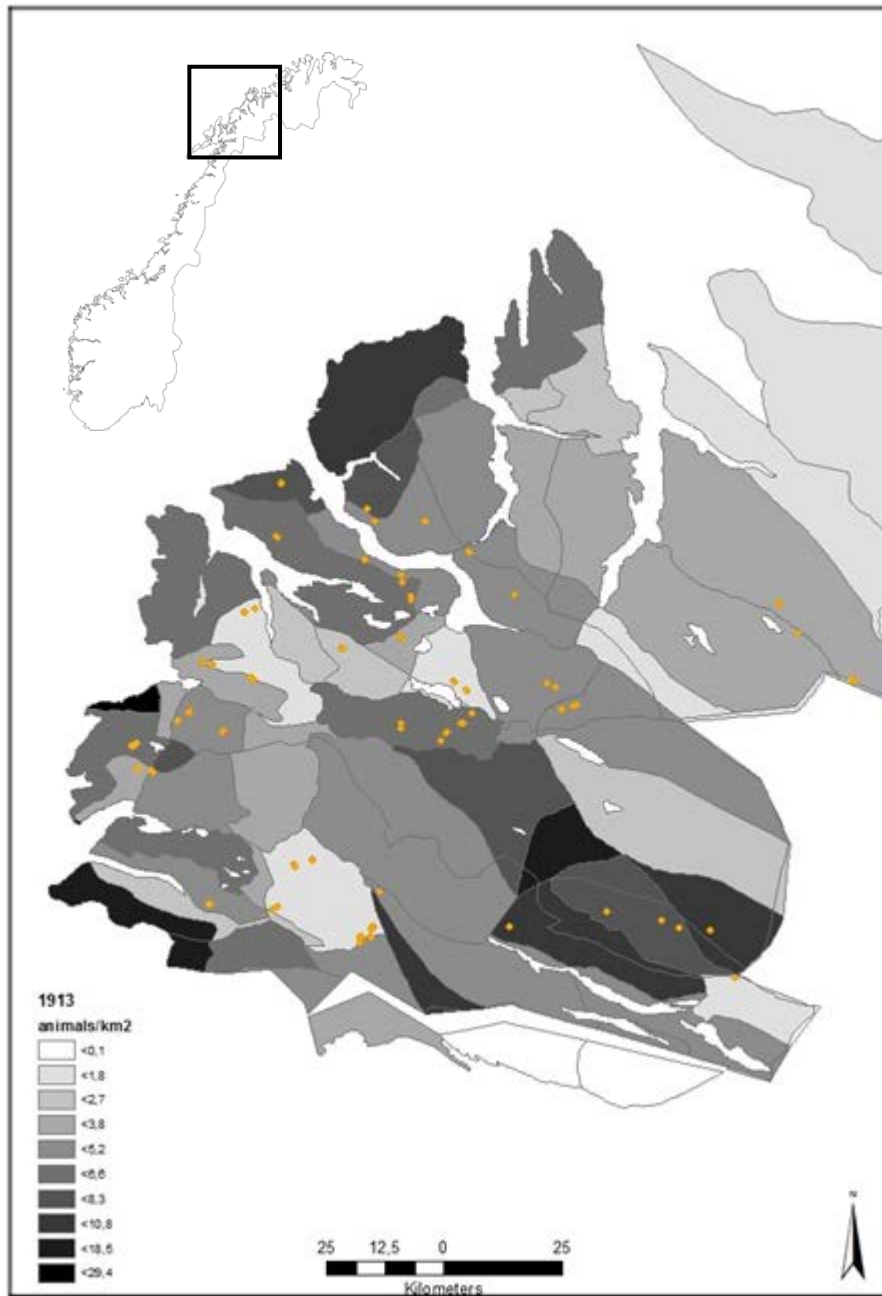 N
1913
animals/km2
<0,1
<1,8
<2,7
<3,8
<5,2
<6,6
<8,3
<10,8
<18,5
<29,4
25 12,5 0 25
Kilometers